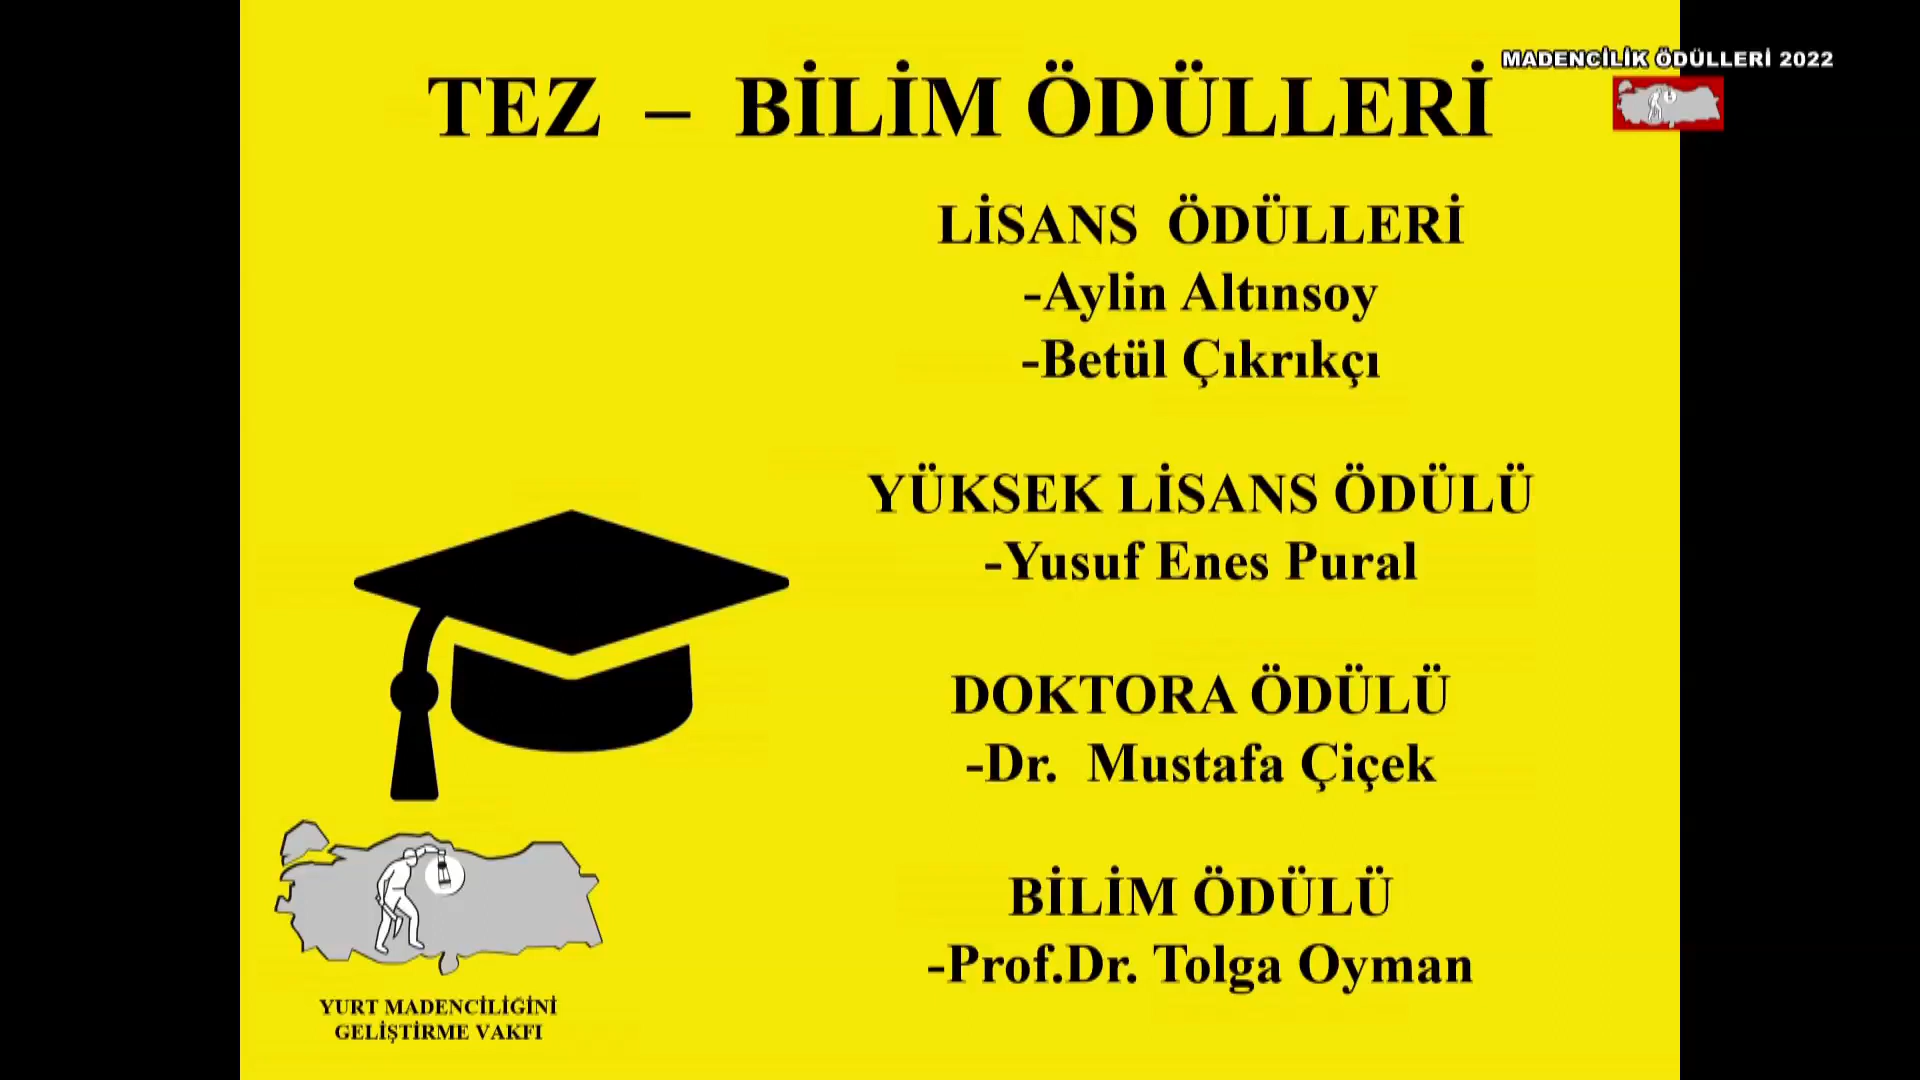 MADENCİLİK ÖDÜLLERİ 2022
TEZ – BİLİM ÖDÜLLERİ
LİSANS ÖDÜLLERİ
-Aylin Altınsoy
-Betül Çıkrıkçı
YÜKSEK LİSANS ÖDÜLÜ
-Yusuf Enes Pural
DOKTORA ÖDÜLÜ
-Dr. Mustafa Çiçek
BİLİM ÖDÜLÜ
-Prof.Dr. Tolga Oyman
YURT MADENCİLİĞİNİ
GELİŞTİRME VAKFI